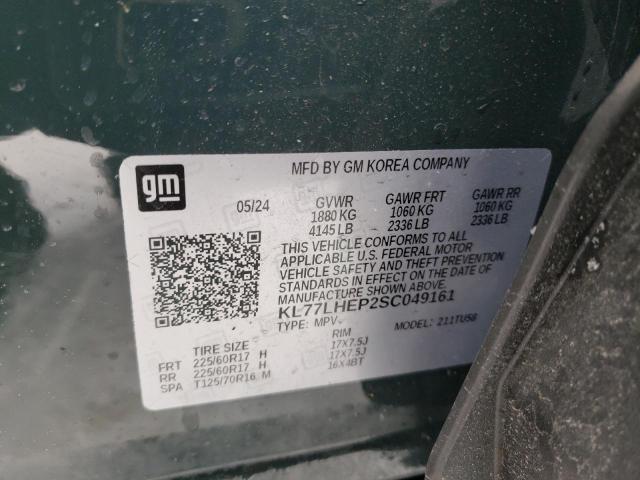 gm
MFD BY GM KOREA COMPANY
05/24 GVWR GAWR FRT GAWR RR
1880 KG 1060 KG 1060 KG
4145 LB 2336 LB 2336 LB
THIS VEHICLE CONFORMS TO ALL
APPLICABLE U.S. FEDERAL MOTOR
VEHICLE SAFETY AND THEFT PREVENTION
STANDARDS IN EFFECT ON THE DATE OF
MANUFACTURE SHOWN ABOVE.
KL77LHEP2SC049161
TYPE: MPV MODEL: 211TU58
TIRE SIZE RIM
FRT 225/60R17 H 17X7.5J
RR 225/60R17 H 17X7.5J
SPA T125/70R16 M 16X4BT